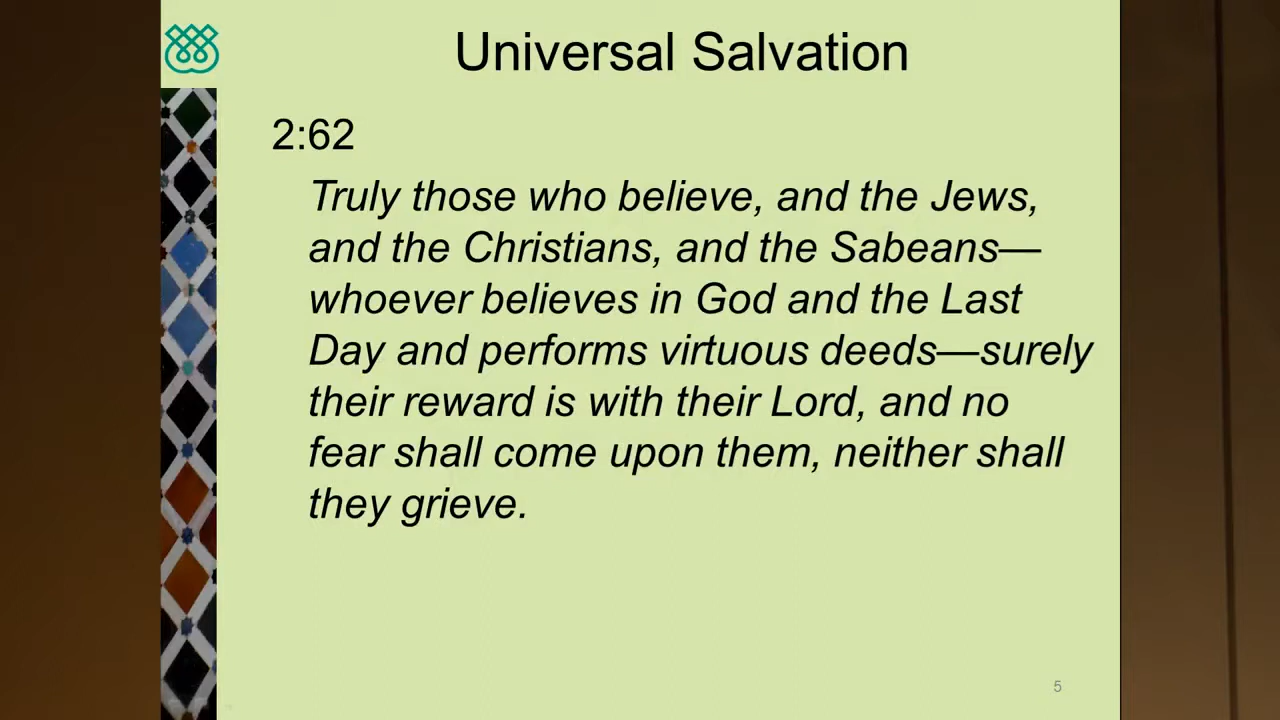 Universal Salvation
2:62
Truly those who believe, and the Jews,
and the Christians, and the Sabeans—
whoever believes in God and the Last
Day and performs virtuous deeds—surely
their reward is with their Lord, and no
fear shall come upon them, neither shall
they grieve.
5